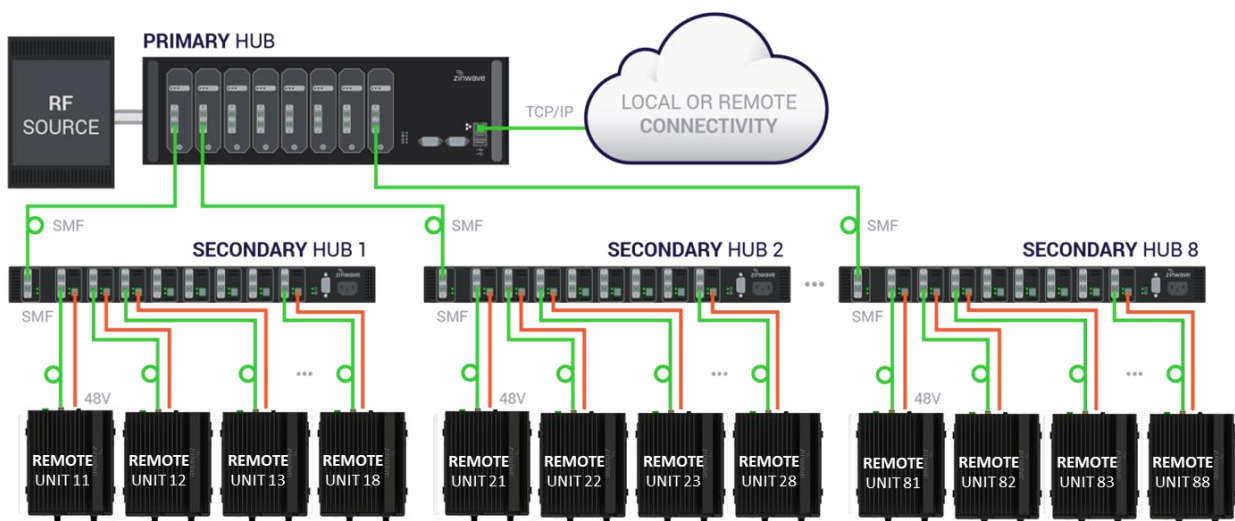 PRIMARY HUB
RF
SOURCE
zinwave
TCP/IP
LOCAL OR REMOTE
CONNECTIVITY
SMF
SMF
SMF
SECONDARY HUB 1
SECONDARY HUB 2
SECONDARY HUB 8
zinwave
zinwave
zinwave
SMF
SMF
SMF
48V
48V
48V
REMOTE
UNIT 11
REMOTE
UNIT 12
REMOTE
UNIT 13
REMOTE
UNIT 18
REMOTE
UNIT 21
REMOTE
UNIT 22
REMOTE
UNIT 23
REMOTE
UNIT 28
REMOTE
UNIT 81
REMOTE
UNIT 82
REMOTE
UNIT 83
REMOTE
UNIT 88